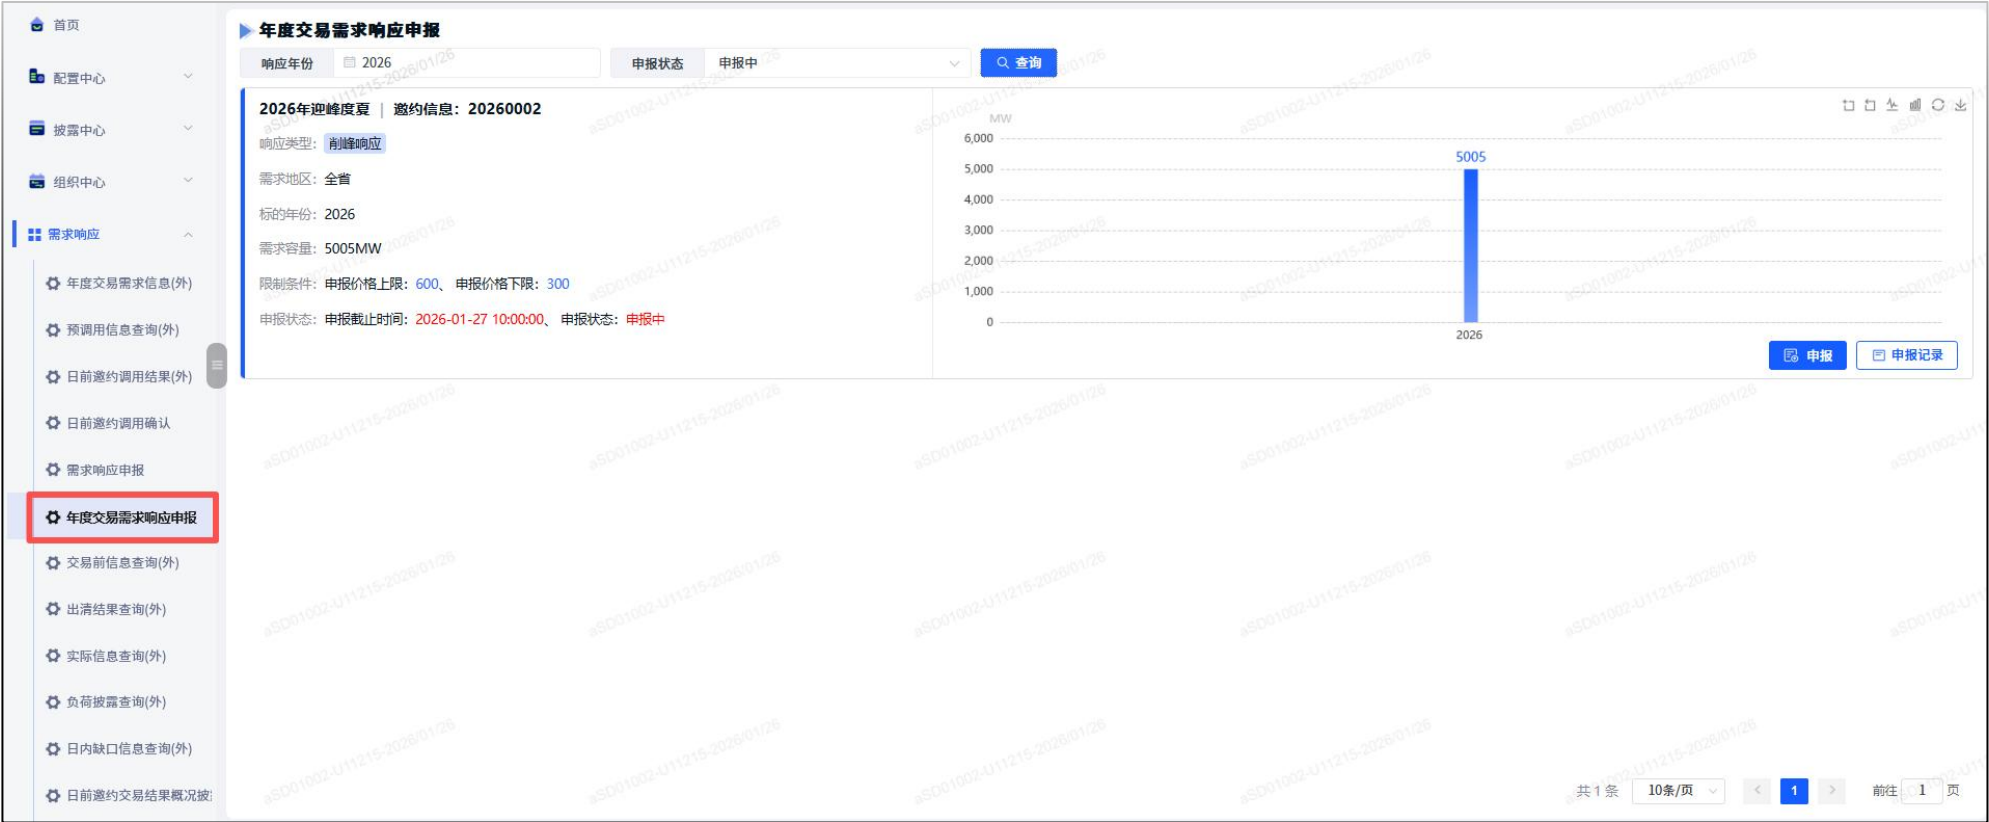 首页
配置中心
披露中心
组织中心
需求响应
年度交易需求信息(外)
预调用信息查询(外)
日前邀约调用结果(外)
日前邀约调用确认
需求响应申报
年度交易需求响应申报
交易前信息查询(外)
出清结果查询(外)
实际信息查询(外)
负荷披露查询(外)
日内缺口信息查询(外)
日前邀约交易结果概况披
年度交易需求响应申报
响应年份 2026 申报状态 申报中 查询
2026年迎峰度夏 | 邀约信息：20260002
响应类型： 削峰响应
需求地区：全省
标的年份：2026
需求容量：5005MW
限制条件：申报价格上限：600、 申报价格下限：300
申报状态：申报截止时间：2026-01-27 10:00:00、 申报状态：申报中
MW
6,000
5,000
4,000
3,000
2,000
1,000
0
5005
2026
申报 申报记录
共 1 条 10条/页 < 1 > 前往 1 页
aSD01002-U11215-2026/01/26